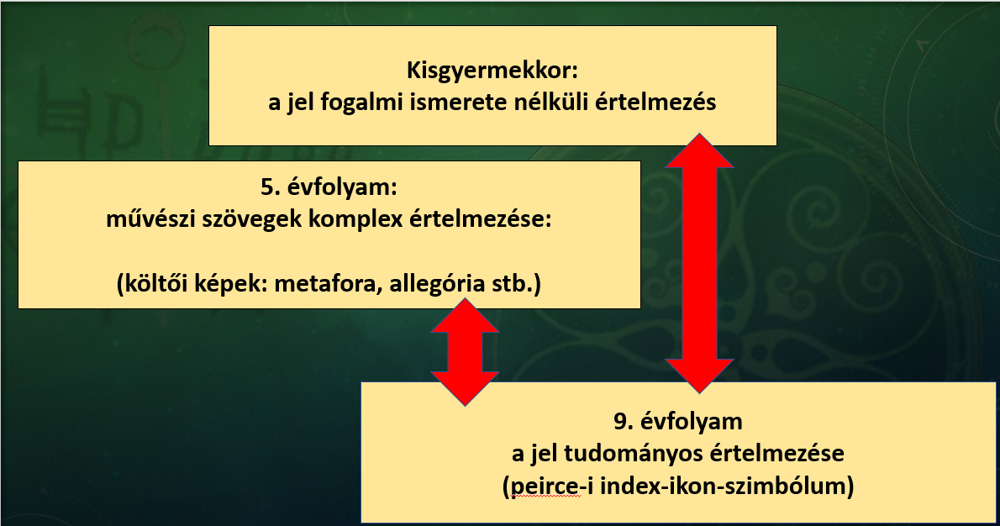 Kisgyermekkor:
a jel fogalmi ismerete nélküli értelmezés
5. évfolyam:
művészi szövegek komplex értelmezése:
(költői képek: metafora, allegória stb.)
9. évfolyam
a jel tudományos értelmezése
(peirce-i index-ikon-szimbólum)